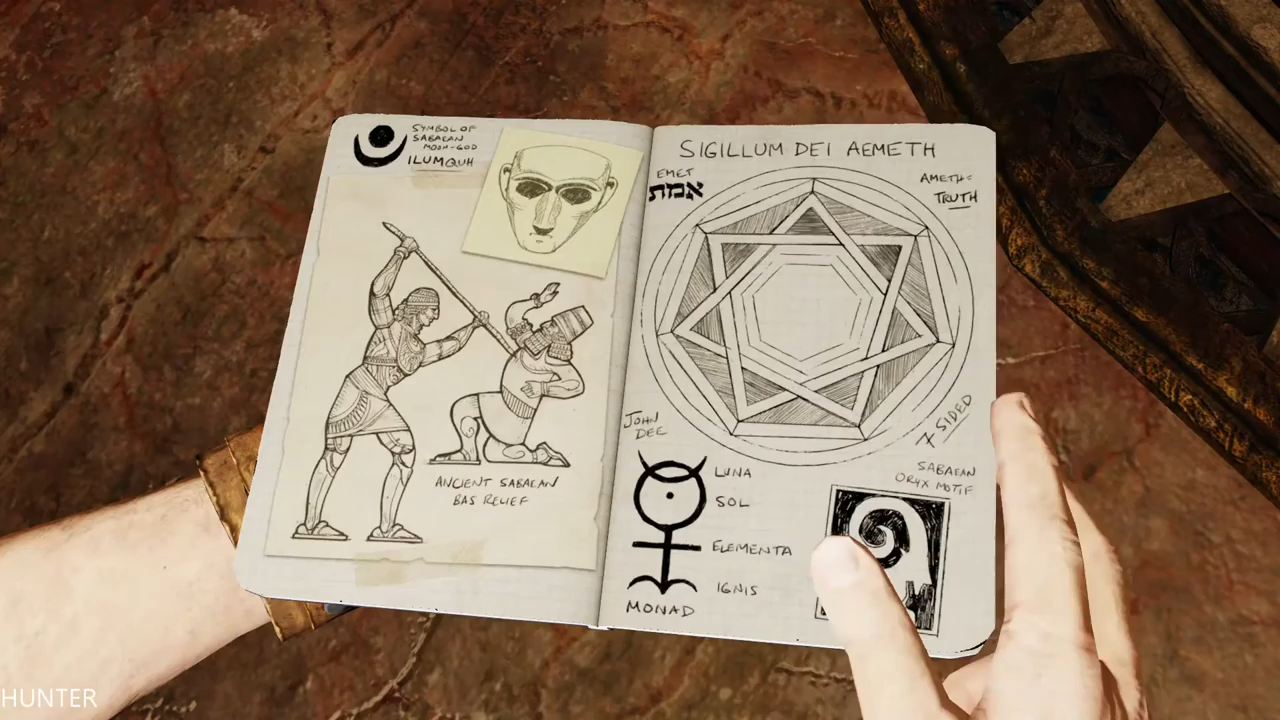 SYMBOL OF
SABAEAN
MOON-GOD
ILUMQUH
ANCIENT SABAEAN
BAS RELIEF
SIGILLUM DEI AEMETH
EMET
אמת
AMETH=
TRUTH
7 SIDED
JOHN
DEE
LUNA
SOL
ELEMENTA
IGNIS
MONAD
SABAEAN
ORYX MOTIF
HUNTER